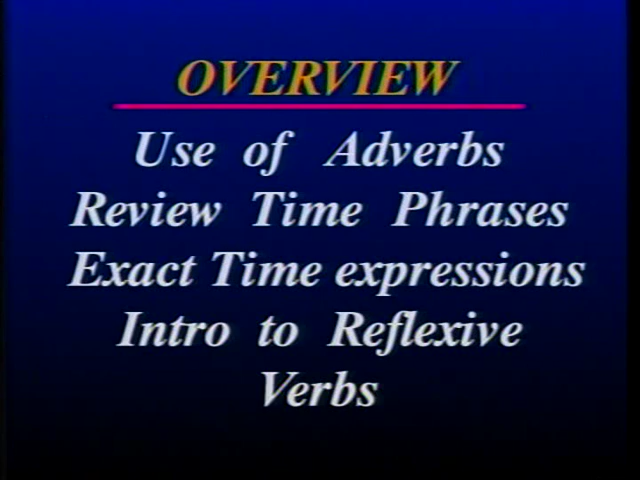 OVERVIEW
Use of Adverbs
Review Time Phrases
Exact Time expressions
Intro to Reflexive
Verbs